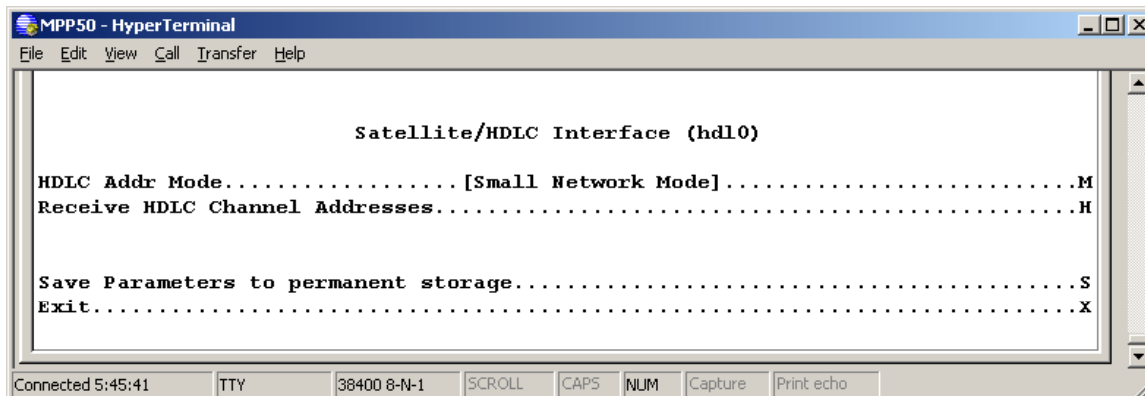 MPP50 - HyperTerminal
File Edit View Call Transfer Help
Satellite/HDLC Interface (hdl0)
HDLC Addr Mode..................[Small Network Mode]...........................M
Receive HDLC Channel Addresses.................................................H
Save Parameters to permanent storage...........................................S
Exit...........................................................................X
Connected 5:45:41 TTY 38400 8-N-1 SCROLL CAPS NUM Capture Print echo